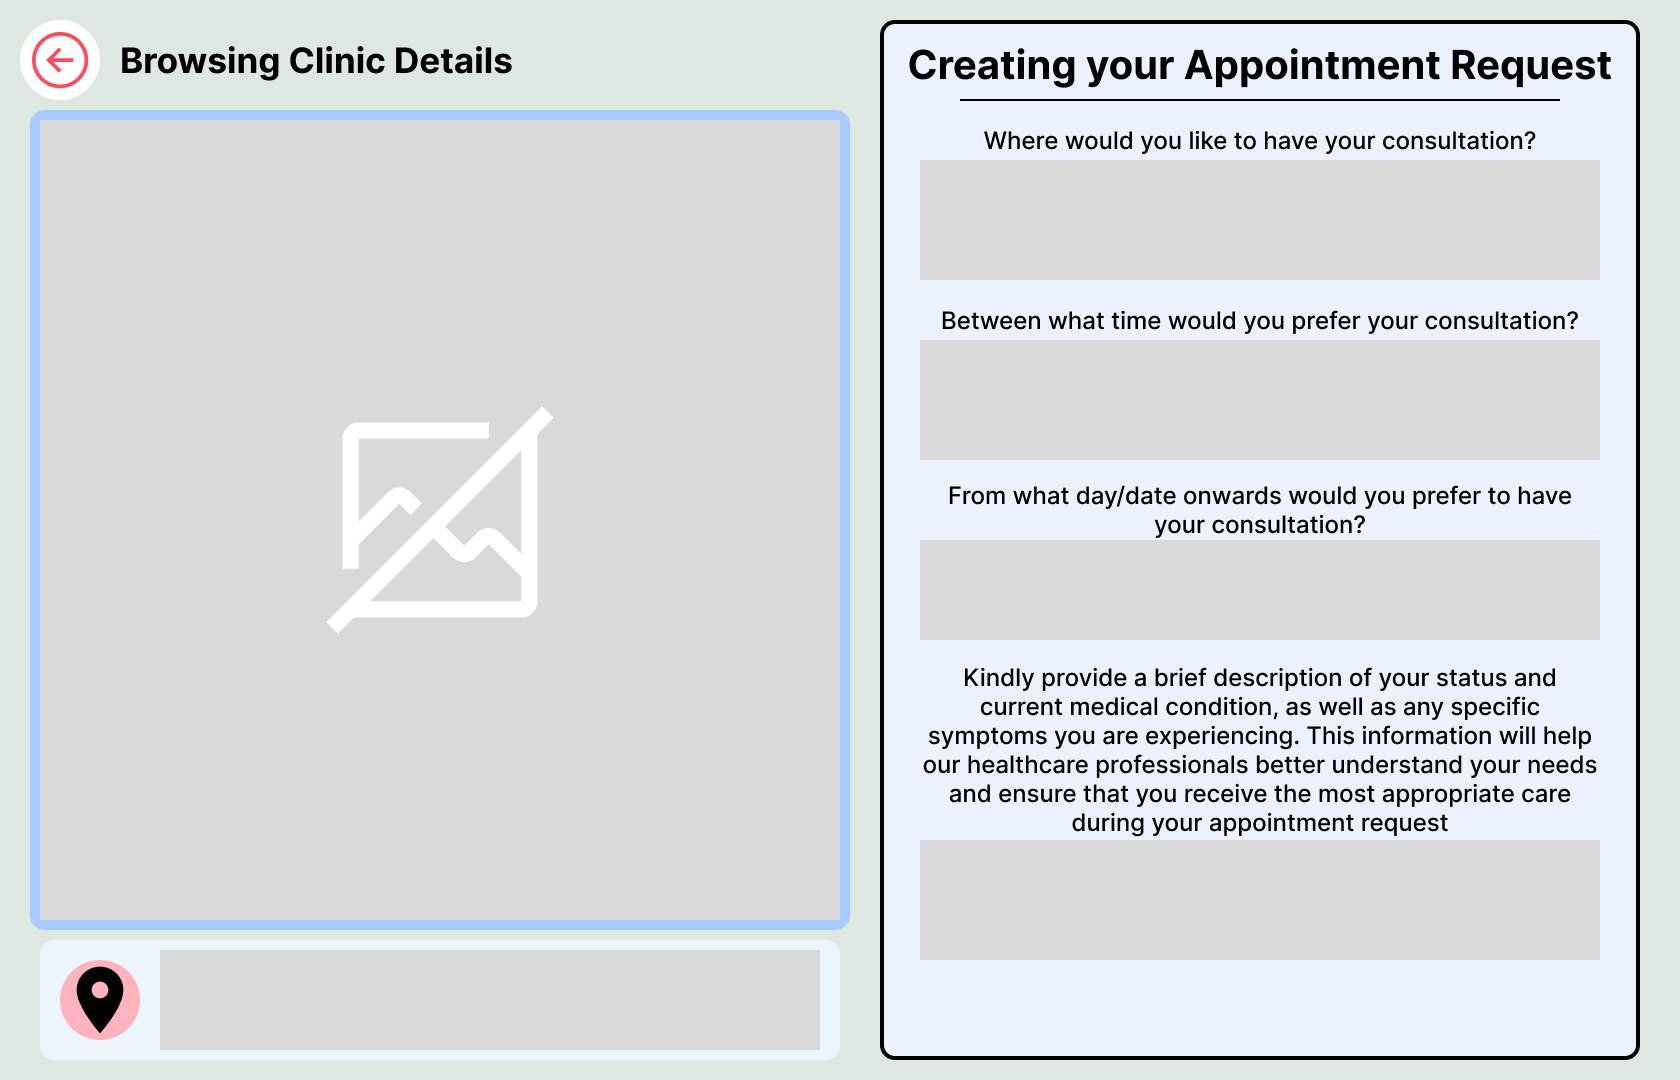 Browsing Clinic Details
Creating your Appointment Request
Where would you like to have your consultation?
Between what time would you prefer your consultation?
From what day/date onwards would you prefer to have
your consultation?
Kindly provide a brief description of your status and
current medical condition, as well as any specific
symptoms you are experiencing. This information will help
our healthcare professionals better understand your needs
and ensure that you receive the most appropriate care
during your appointment request